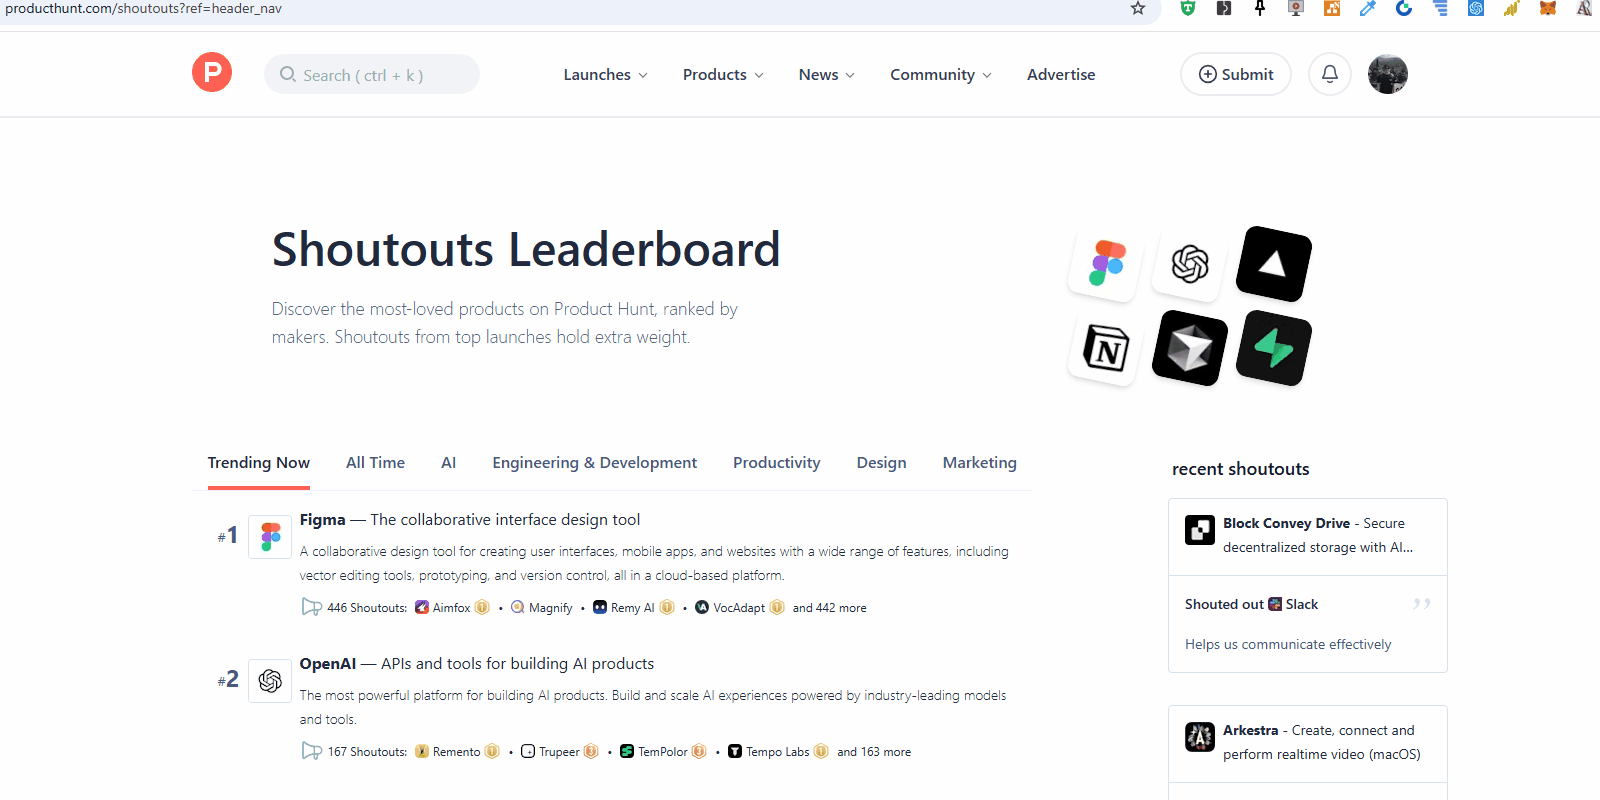 producthunt.com/shoutouts?ref=header_nav
P
Search ( ctrl + k )
Launches
Products
News
Community
Advertise
Submit
Shoutouts Leaderboard
Discover the most-loved products on Product Hunt, ranked by
makers. Shoutouts from top launches hold extra weight.
Trending Now
All Time
AI
Engineering & Development
Productivity
Design
Marketing
#1
Figma — The collaborative interface design tool
A collaborative design tool for creating user interfaces, mobile apps, and websites with a wide range of features, including
vector editing tools, prototyping, and version control, all in a cloud-based platform.
446 Shoutouts: Aimfox • Magnify • Remy AI • VocAdapt and 442 more
#2
OpenAI — APIs and tools for building AI products
The most powerful platform for building AI products. Build and scale AI experiences powered by industry-leading models
and tools.
167 Shoutouts: Remento • Trupeer • TemPolor • Tempo Labs and 163 more
recent shoutouts
Block Convey Drive - Secure
decentralized storage with AI...
Shouted out Slack
Helps us communicate effectively
Arkestra - Create, connect and
perform realtime video (macOS)